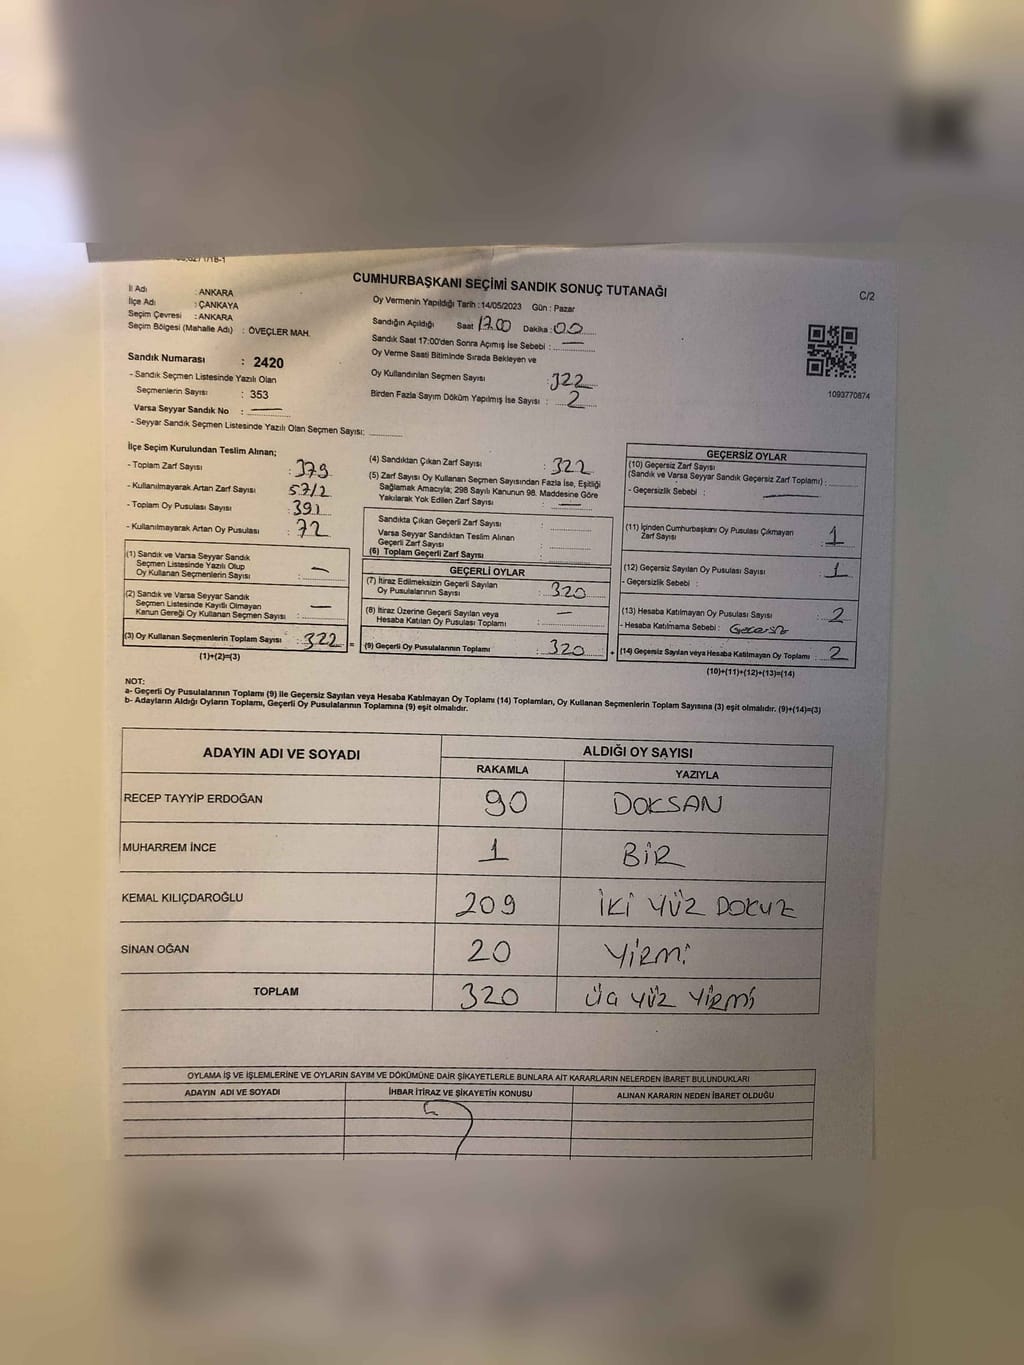 CUMHURBAŞKANI SEÇİMİ SANDIK SONUÇ TUTANAĞI
C/2
İl Adı : ANKARA
İlçe Adı : ÇANKAYA
Seçim Çevresi : ANKARA
Seçim Bölgesi (Mahalle Adı) : ÖVEÇLER MAH.
Sandık Numarası : 2420
- Sandık Seçmen Listesinde Yazılı Olan
Seçmenlerin Sayısı : 353
Varsa Seyyar Sandık No :
- Seyyar Sandık Seçmen Listesinde Yazılı Olan Seçmen Sayısı:
Oy Vermenin Yapıldığı Tarih : 14/05/2023 Gün : Pazar
Sandığın Açıldığı Saat 17.00 Dakika : 00
Sandık Saat 17:00'den Sonra Açımış İse Sebebi : —
Oy Verme Saati Bitiminde Sırada Bekleyen ve
Oy Kullandırılan Seçmen Sayısı : 322
Birden Fazla Sayım Döküm Yapılmış İse Sayısı : 2
1093770874
İlçe Seçim Kurulundan Teslim Alınan;
- Toplam Zarf Sayısı : 379
- Kullanılmayarak Artan Zarf Sayısı : 57/2
- Toplam Oy Pusulası Sayısı : 391
- Kullanılmayarak Artan Oy Pusulası : 72
(1) Sandık ve Varsa Seyyar Sandık
Seçmen Listesinde Yazılı Olup
Oy Kullanan Seçmenlerin Sayısı : —
(2) Sandık ve Varsa Seyyar Sandık
Seçmen Listesinde Kayıtlı Olmayan
Kanun Gereği Oy Kullanan Seçmen Sayısı : —
(3) Oy Kullanan Seçmenlerin Toplam Sayısı : 322
(1)+(2)=(3)
(4) Sandıktan Çıkan Zarf Sayısı : 322
(5) Zarf Sayısı Oy Kullanan Seçmen Sayısından Fazla İse, Eşitliği
Sağlamak Amacıyla; 298 Sayılı Kanunun 98. Maddesine Göre
Yakılarak Yok Edilen Zarf Sayısı : —
Sandıkta Çıkan Geçerli Zarf Sayısı :
Varsa Seyyar Sandıktan Teslim Alınan
Geçerli Zarf Sayısı :
(6) Toplam Geçerli Zarf Sayısı
GEÇERLİ OYLAR
(7) İtiraz Edilmeksizin Geçerli Sayılan
Oy Pusulalarının Sayısı : 320
(8) İtiraz Üzerine Geçerli Sayılan veya
Hesaba Katılan Oy Pusulası Toplamı : —
= (9) Geçerli Oy Pusulalarının Toplamı : 320
GEÇERSİZ OYLAR
(10) Geçersiz Zarf Sayısı
(Sandık ve Varsa Seyyar Sandık Geçersiz Zarf Toplamı) :
- Geçersizlik Sebebi : —
(11) İçinden Cumhurbaşkanı Oy Pusulası Çıkmayan
Zarf Sayısı : 1
(12) Geçersiz Sayılan Oy Pusulası Sayısı : 1
- Geçersizlik Sebebi :
(13) Hesaba Katılmayan Oy Pusulası Sayısı : 2
- Hesaba Katılmama Sebebi : Geçersiz
+ (14) Geçersiz Sayılan veya Hesaba Katılmayan Oy Toplamı : 2
(10)+(11)+(12)+(13)=(14)
NOT:
a- Geçerli Oy Pusulalarının Toplamı (9) ile Geçersiz Sayılan veya Hesaba Katılmayan Oy Toplamı (14) Toplamları, Oy Kullanan Seçmenlerin Toplam Sayısına (3) eşit olmalıdır. (9)+(14)=(3)
b- Adayların Aldığı Oyların Toplamı, Geçerli Oy Pusulalarının Toplamına (9) eşit olmalıdır.
ADAYIN ADI VE SOYADI ALDIĞI OY SAYISI
RAKAMLA YAZIYLA
RECEP TAYYİP ERDOĞAN 90 DOKSAN
MUHARREM İNCE 1 BİR
KEMAL KILIÇDAROĞLU 209 İKİ YÜZ DOKUZ
SİNAN OĞAN 20 YİRMİ
TOPLAM 320 ÜÇ YÜZ YİRMİ
OYLAMA İŞ VE İŞLEMLERİNE VE OYLARIN SAYIM VE DÖKÜMÜNE DAİR ŞİKAYETLERLE BUNLARA AİT KARARLARIN NELERDEN İBARET BULUNDUKLARI
ADAYIN ADI VE SOYADI İHBAR İTİRAZ VE ŞİKAYETİN KONUSU ALINAN KARARIN NEDEN İBARET OLDUĞU